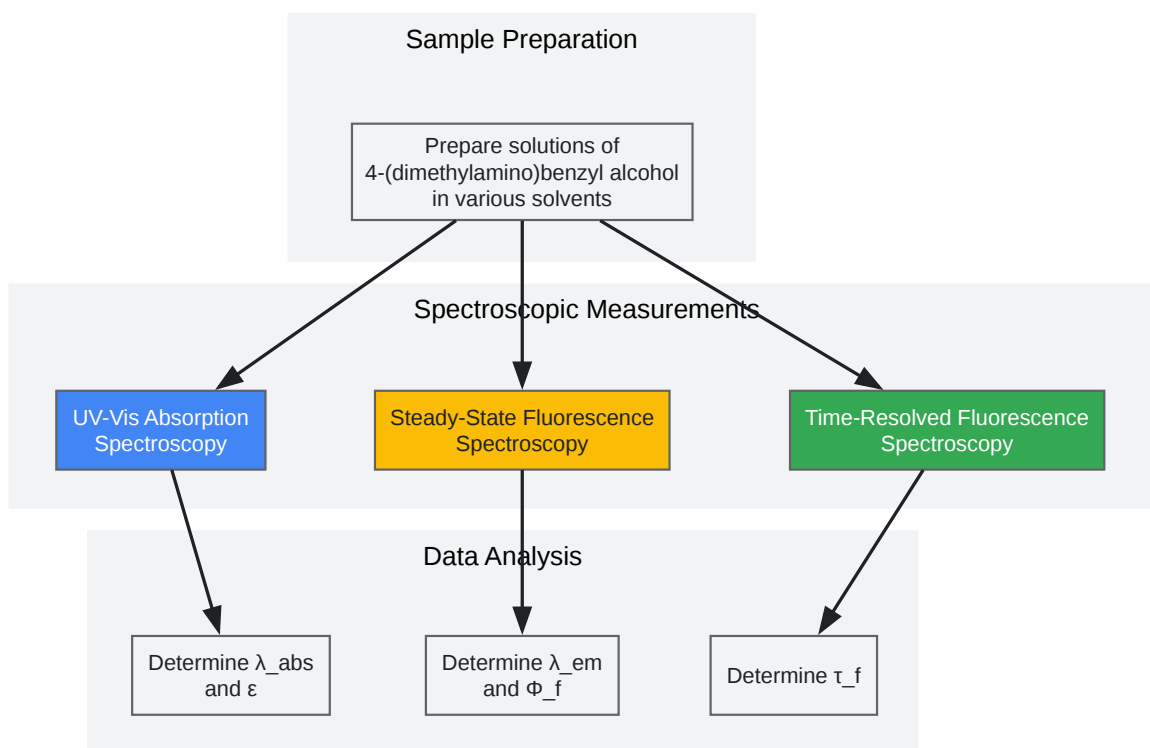 Sample Preparation
Prepare solutions of
4-(dimethylamino)benzyl alcohol
in various solvents
Spectroscopic Measurements
UV-Vis Absorption
Spectroscopy
Steady-State Fluorescence
Spectroscopy
Time-Resolved Fluorescence
Spectroscopy
Data Analysis
Determine λ_abs
and ε
Determine λ_em
and Φ_f
Determine τ_f